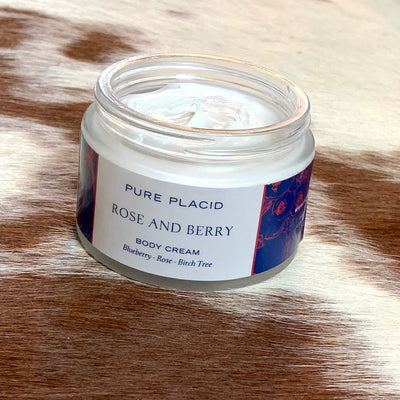 PURE PLACID
ROSE AND BERRY
BODY CREAM
Blueberry - Rose - Birch Tree